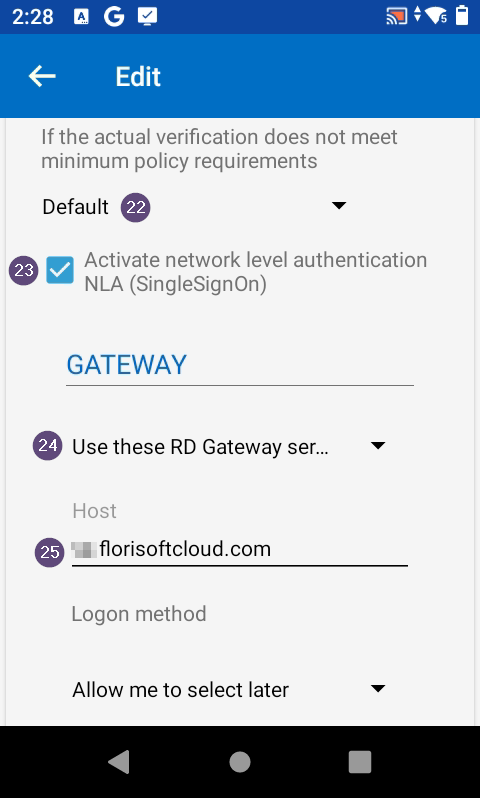 2:28
A G 5
Edit
If the actual verification does not meet
minimum policy requirements
Default 22
23 Activate network level authentication
NLA (SingleSignOn)
GATEWAY
24 Use these RD Gateway ser...
Host
25 florisoftcloud.com
Logon method
Allow me to select later